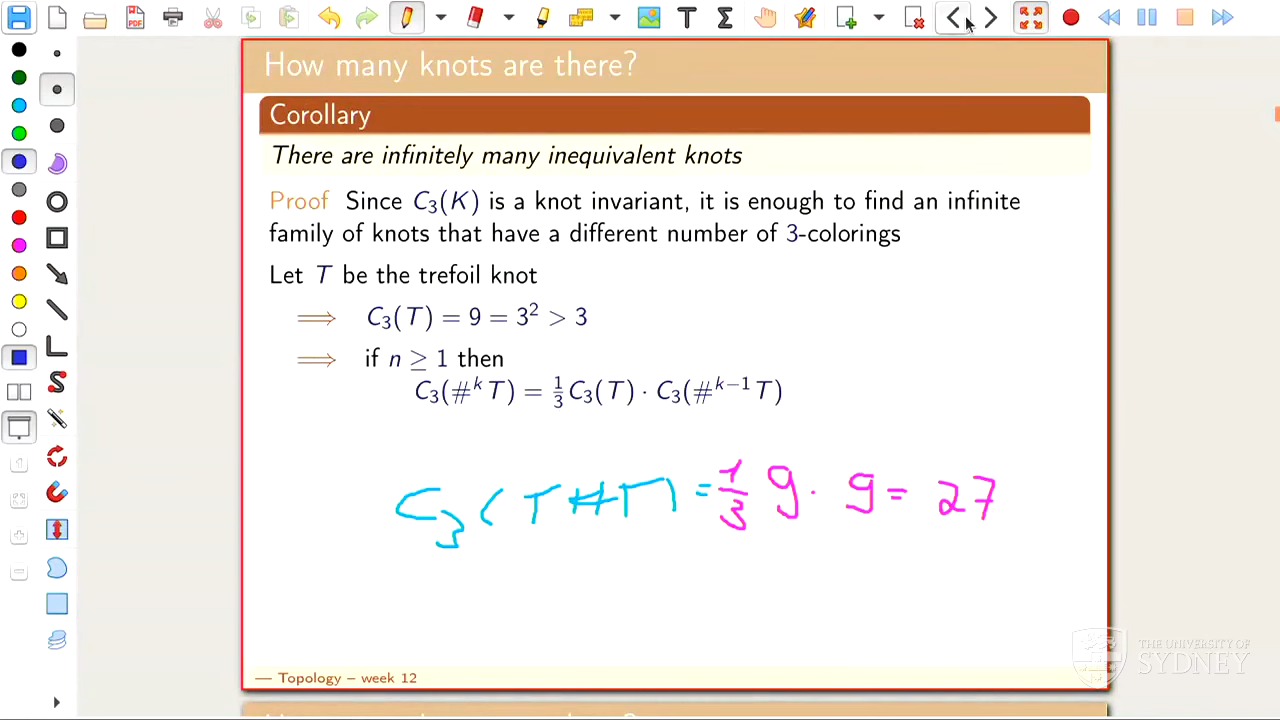 How many knots are there?
Corollary
There are infinitely many inequivalent knots
Proof Since C₃(K) is a knot invariant, it is enough to find an infinite
family of knots that have a different number of 3-colorings
Let T be the trefoil knot
⟹ C₃(T) = 9 = 3² > 3
⟹ if n ≥ 1 then
C₃(#ᵏT) = ⅓C₃(T) · C₃(#ᵏ⁻¹T)
C₃(T#T) = ⅓ 9 · 9 = 27
THE UNIVERSITY OF
SYDNEY
— Topology – week 12